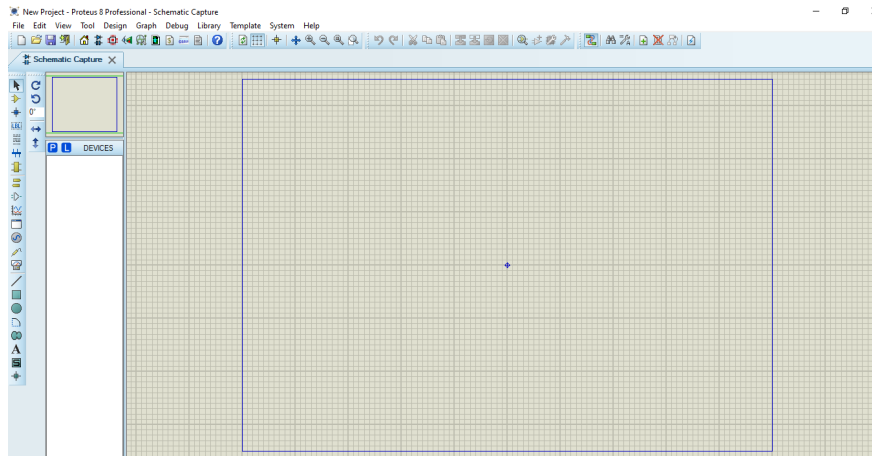 New Project - Proteus 8 Professional - Schematic Capture
File Edit View Tool Design Graph Debug Library Template System Help
Schematic Capture
0°
LBL
P L DEVICES
A